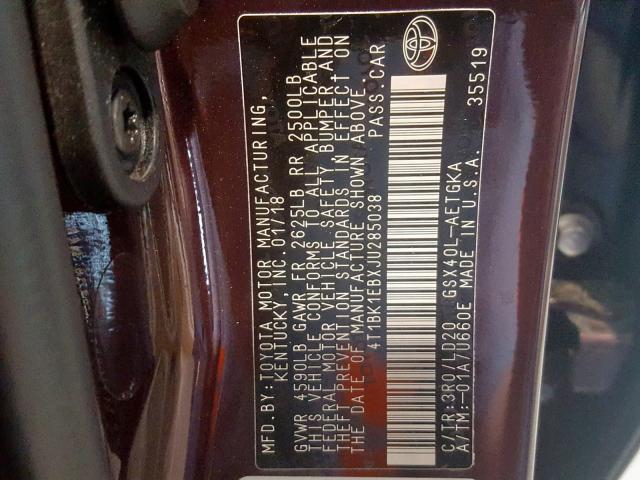 MFD. BY:TOYOTA MOTOR MANUFACTURING,
KENTUCKY, INC. 01/18
GVWR 4590LB GAWR FR 2625LB RR 2500LB
THIS VEHICLE CONFORMS TO ALL APPLICABLE
FEDERAL MOTOR VEHICLE SAFETY, BUMPER, AND
THEFT PREVENTION STANDARDS IN EFFECT ON
THE DATE OF MANUFACTURE SHOWN ABOVE.
4T1BK1EBXJU285038 PASS.CAR
C/TR:3R0/LD20 GSX40L-AETGKA
A/TM:-01A/U660E MADE IN U.S.A. 35519